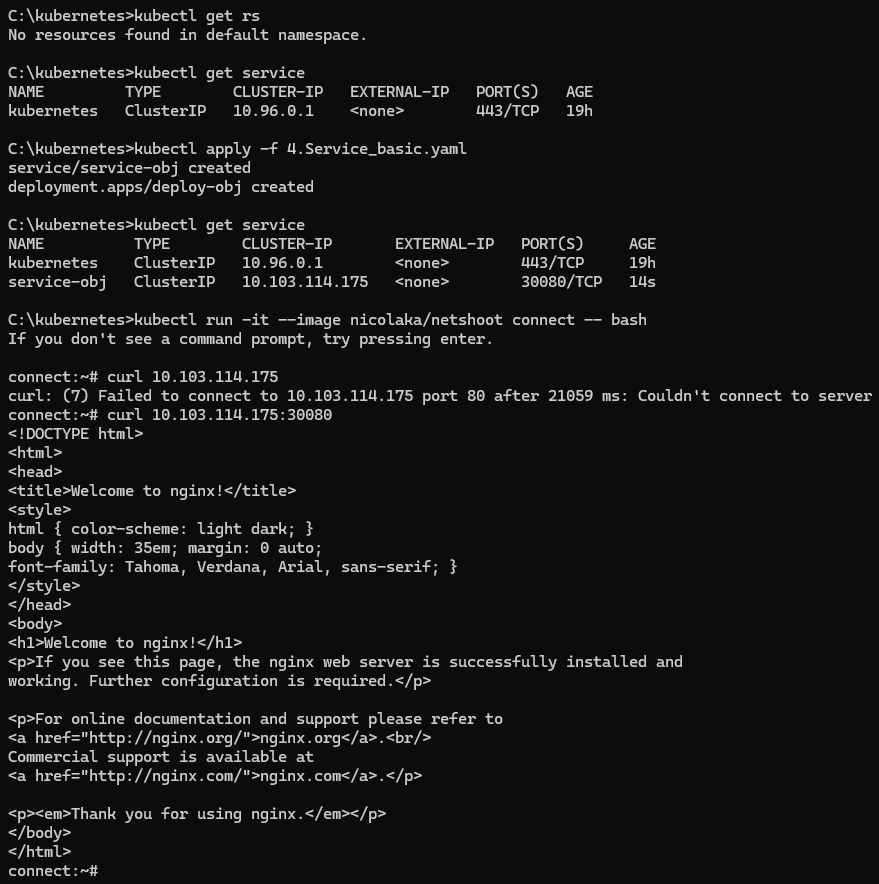 C:\kubernetes>kubectl get rs
No resources found in default namespace.

C:\kubernetes>kubectl get service
NAME         TYPE        CLUSTER-IP   EXTERNAL-IP   PORT(S)   AGE
kubernetes   ClusterIP   10.96.0.1    <none>        443/TCP   19h

C:\kubernetes>kubectl apply -f 4.Service_basic.yaml
service/service-obj created
deployment.apps/deploy-obj created

C:\kubernetes>kubectl get service
NAME          TYPE        CLUSTER-IP       EXTERNAL-IP   PORT(S)     AGE
kubernetes    ClusterIP   10.96.0.1        <none>        443/TCP     19h
service-obj   ClusterIP   10.103.114.175   <none>        30080/TCP   14s

C:\kubernetes>kubectl run -it --image nicolaka/netshoot connect -- bash
If you don't see a command prompt, try pressing enter.

connect:~# curl 10.103.114.175
curl: (7) Failed to connect to 10.103.114.175 port 80 after 21059 ms: Couldn't connect to server
connect:~# curl 10.103.114.175:30080
<!DOCTYPE html>
<html>
<head>
<title>Welcome to nginx!</title>
<style>
html { color-scheme: light dark; }
body { width: 35em; margin: 0 auto;
font-family: Tahoma, Verdana, Arial, sans-serif; }
</style>
</head>
<body>
<h1>Welcome to nginx!</h1>
<p>If you see this page, the nginx web server is successfully installed and
working. Further configuration is required.</p>

<p>For online documentation and support please refer to
<a href="http://nginx.org/">nginx.org</a>.<br/>
Commercial support is available at
<a href="http://nginx.com/">nginx.com</a>.</p>

<p><em>Thank you for using nginx.</em></p>
</body>
</html>
connect:~#